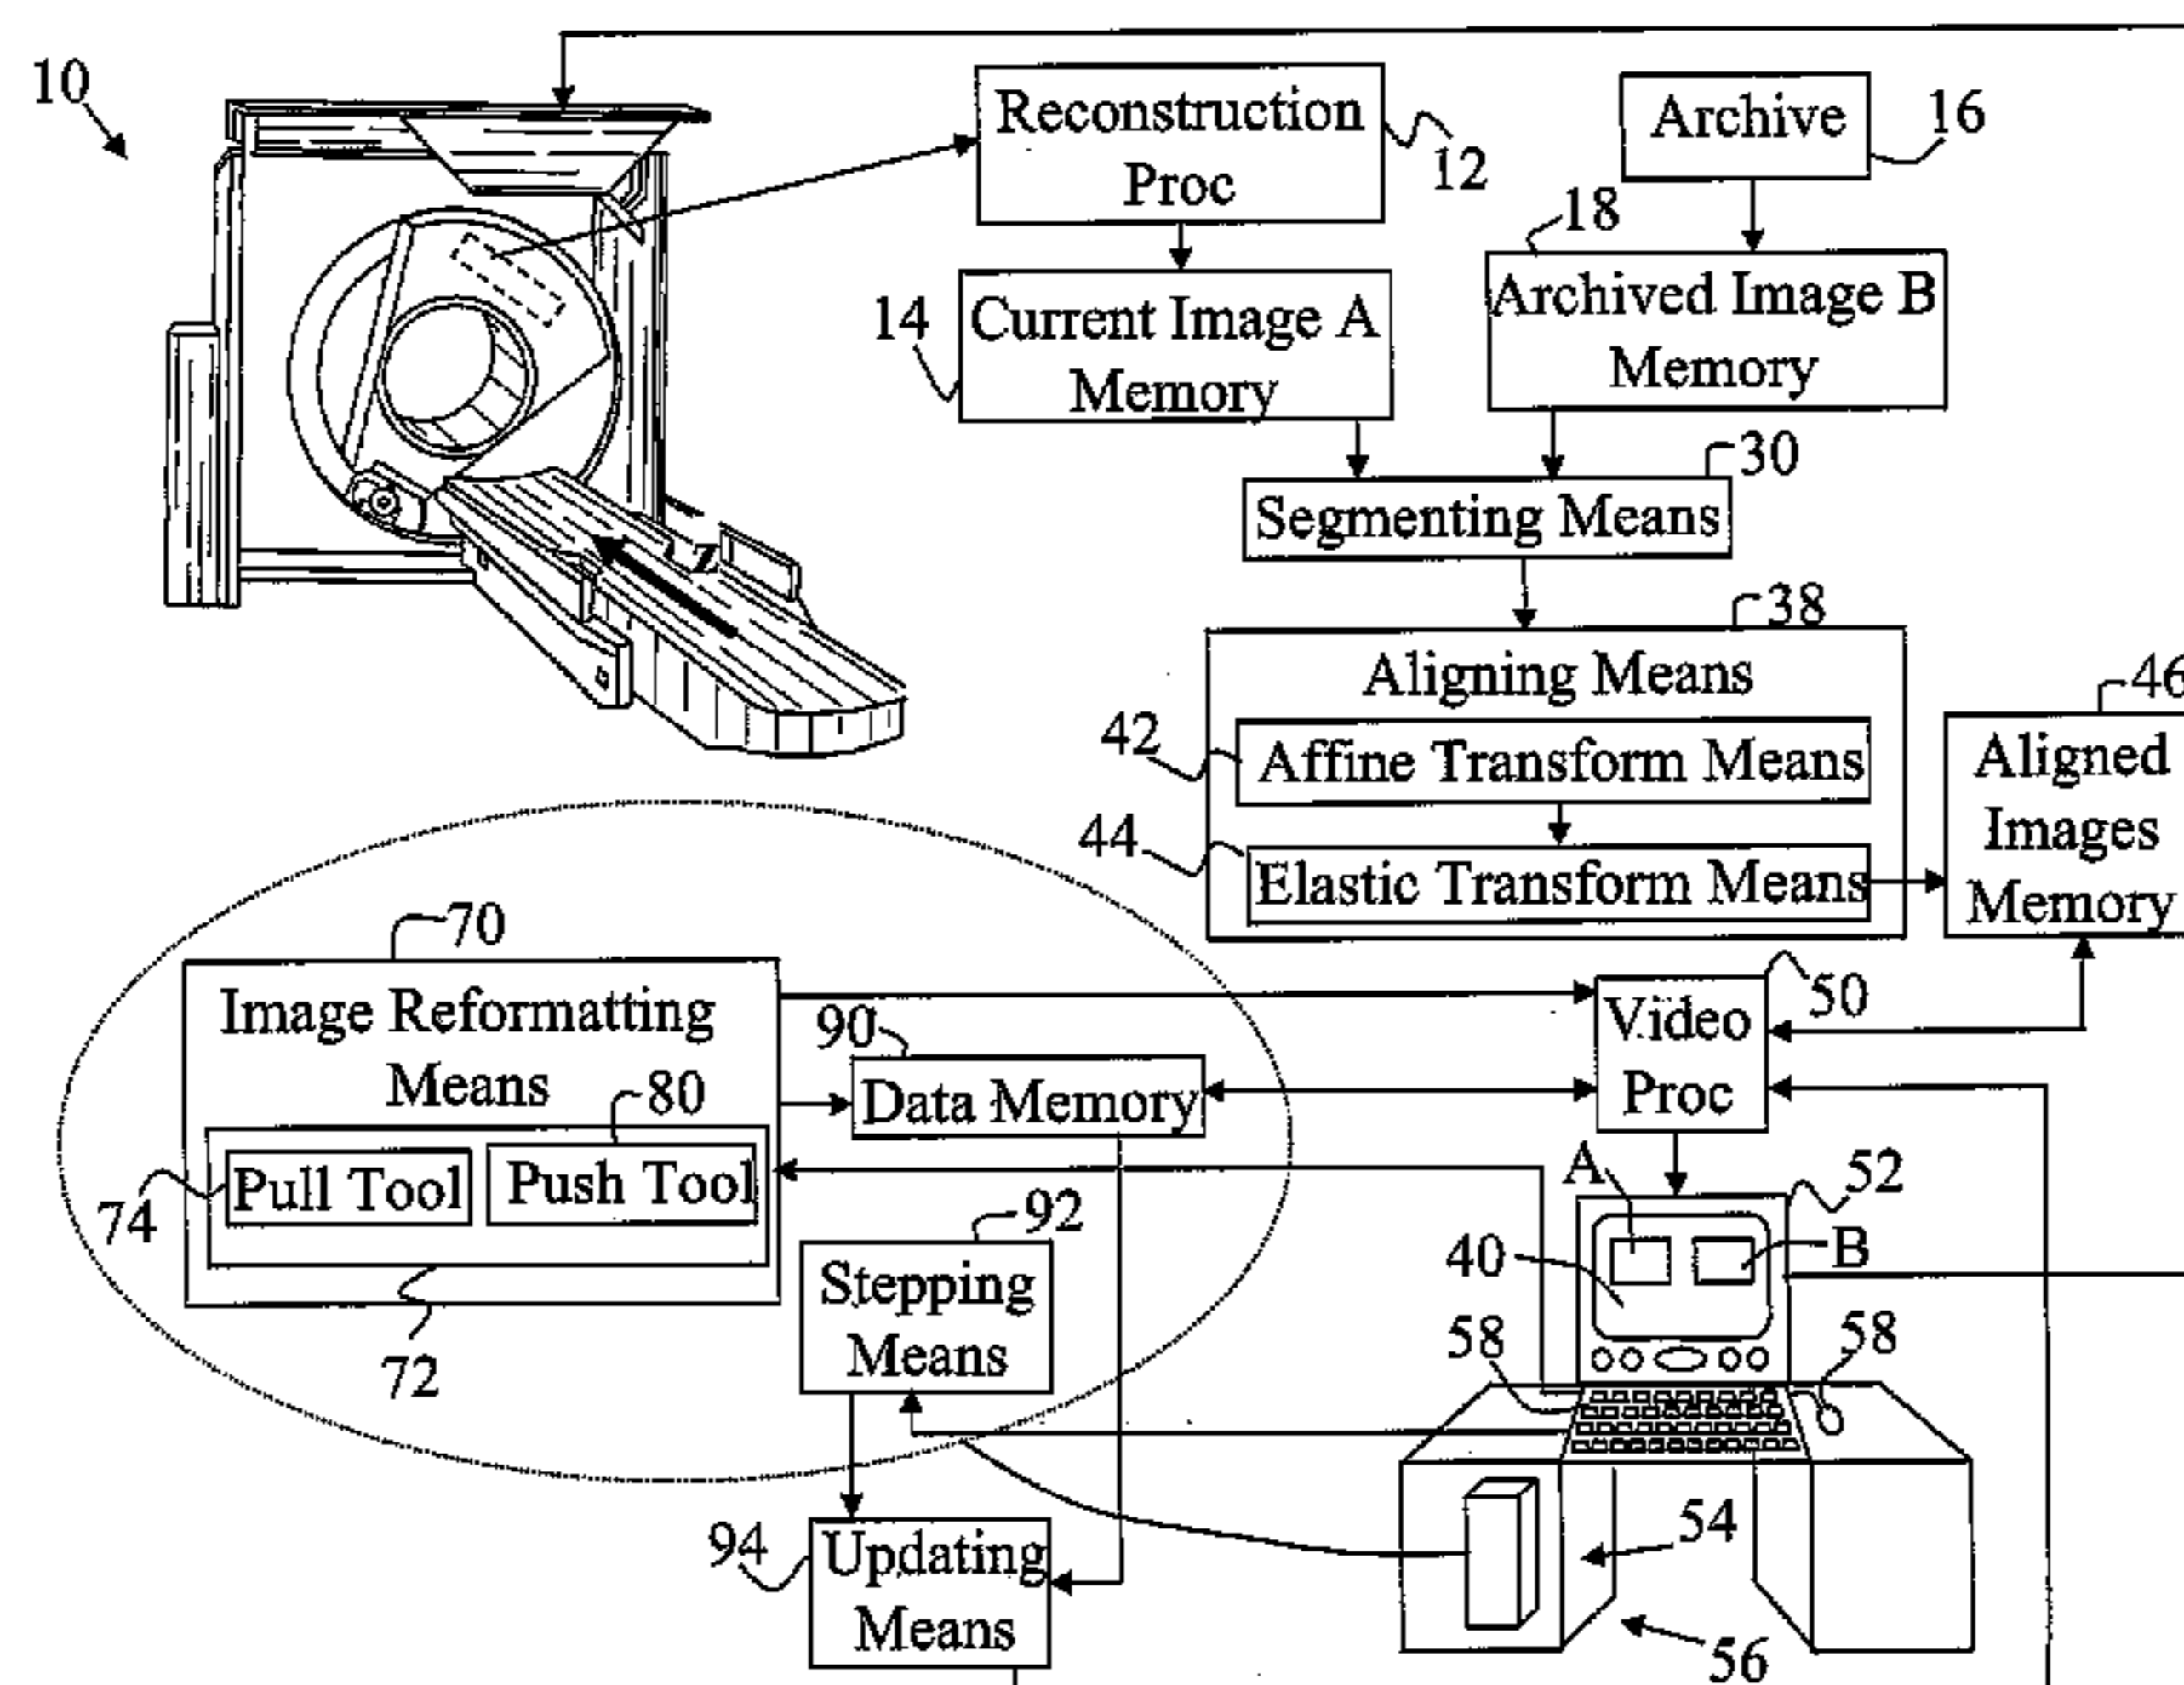 10
Reconstruction
Proc
12
Archive
16
18
14
Current Image A
Memory
Archived Image B
Memory
30
Segmenting Means
Z
38
Aligning Means
42
Affine Transform Means
44
Elastic Transform Means
46
Aligned
Images
Memory
70
Image Reformatting
Means
80
74
Pull Tool
Push Tool
72
90
Data Memory
50
Video
Proc
92
Stepping
Means
94
Updating
Means
A
52
40
B
58
58
54
56